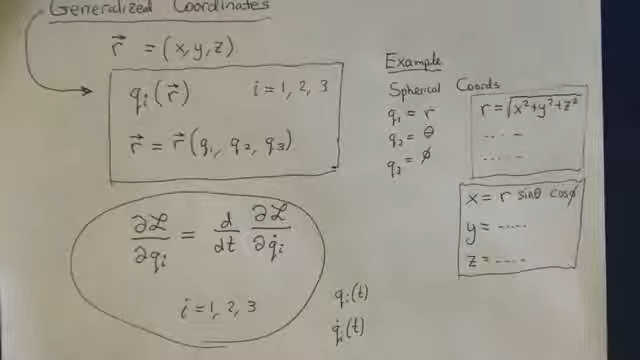 Generalized Coordinates
r⃗ = (x, y, z)
qᵢ(r⃗) i = 1, 2, 3
r⃗ = r⃗(q₁, q₂, q₃)
∂ℒ/∂qᵢ = d/dt ∂ℒ/∂q̇ᵢ
i = 1, 2, 3
qᵢ(t)
q̇ᵢ(t)
Example
Spherical Coords
q₁ = r
q₂ = θ
q₃ = ϕ
r = √x²+y²+z²
.....
.....
x = r sinθ cosϕ
y = .....
z = .....